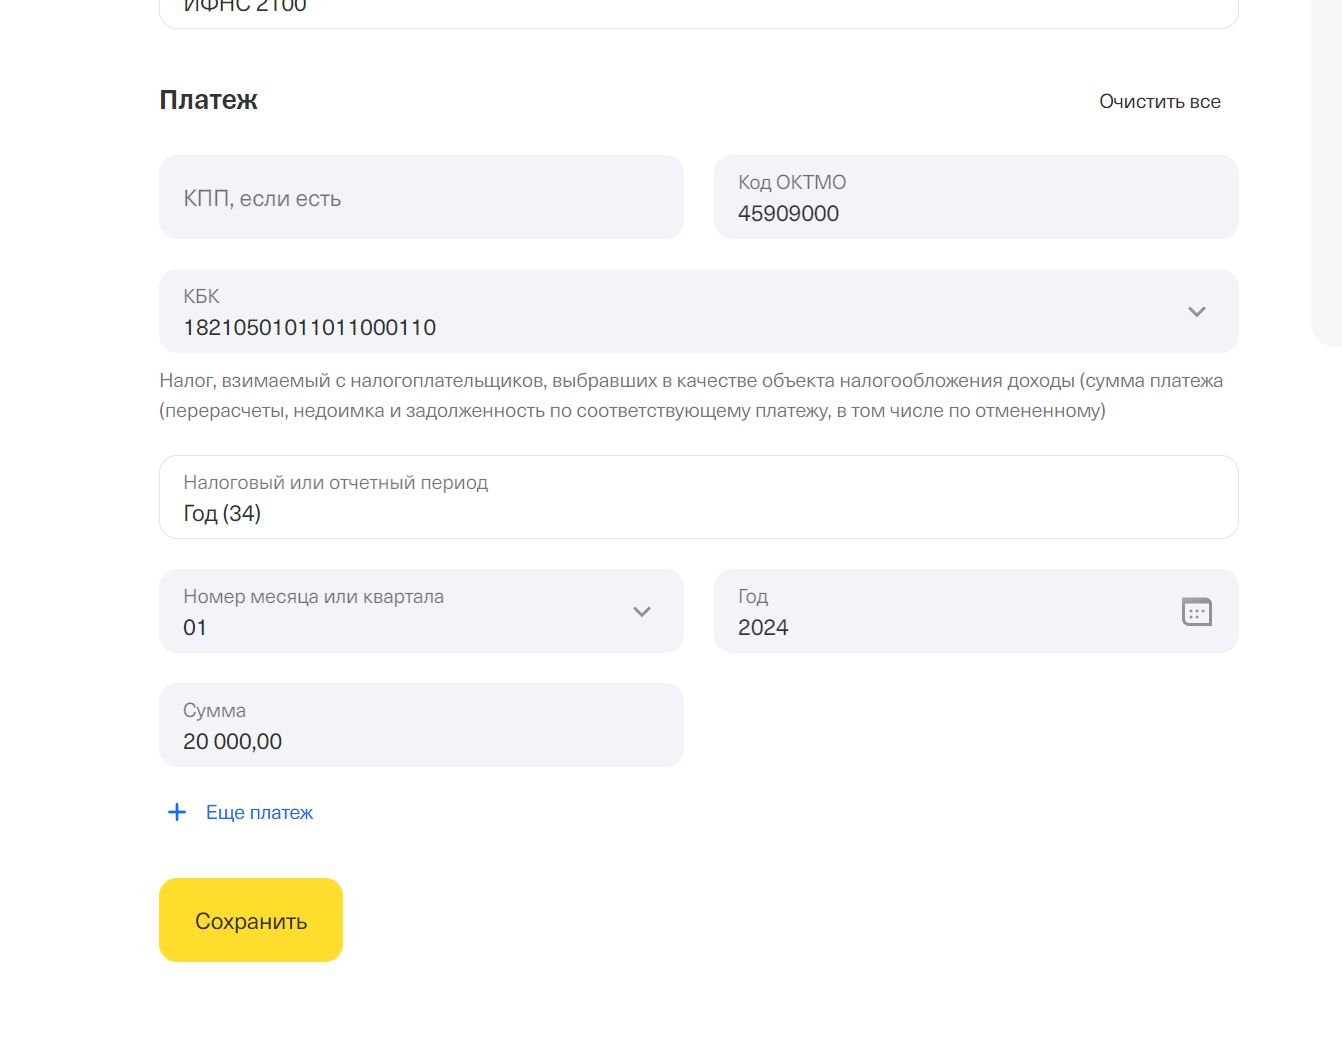 ИФНС 2100
Платеж
Очистить все
КПП, если есть
Код ОКТМО
45909000
КБК
18210501011011000110
Налог, взимаемый с налогоплательщиков, выбравших в качестве объекта налогообложения доходы (сумма платежа
(перерасчеты, недоимка и задолженность по соответствующему платежу, в том числе по отмененному)
Налоговый или отчетный период
Год (34)
Номер месяца или квартала
01
Год
2024
Сумма
20 000,00
Еще платеж
Сохранить